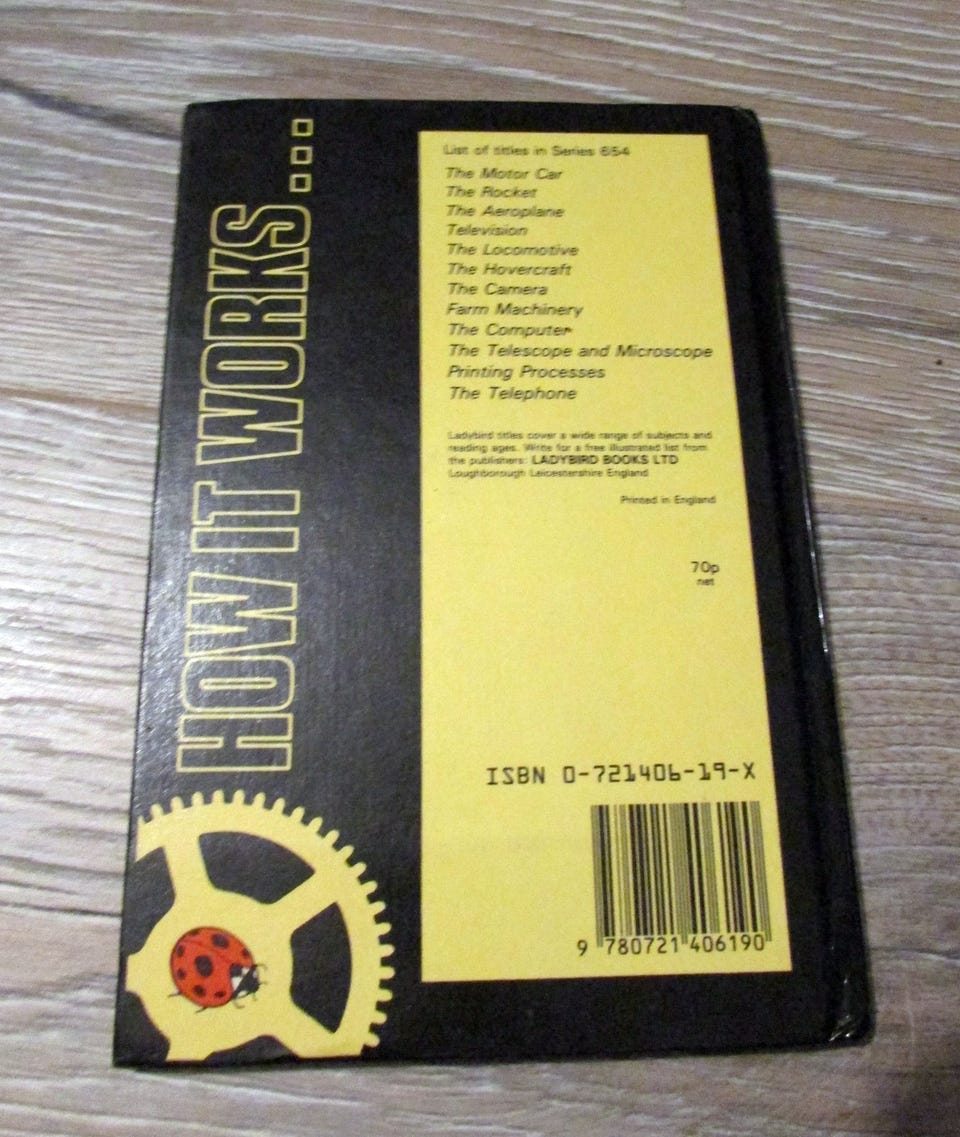 HOW IT WORKS...
List of titles in Series 654
The Motor Car
The Rocket
The Aeroplane
Television
The Locomotive
The Hovercraft
The Camera
Farm Machinery
The Computer
The Telescope and Microscope
Printing Processes
The Telephone
Ladybird titles cover a wide range of subjects and
reading ages. Write for a free illustrated list from
the publishers: LADYBIRD BOOKS LTD
Loughborough Leicestershire England
Printed in England
70p
net
ISBN 0-721406-19-X
9 780721 406190